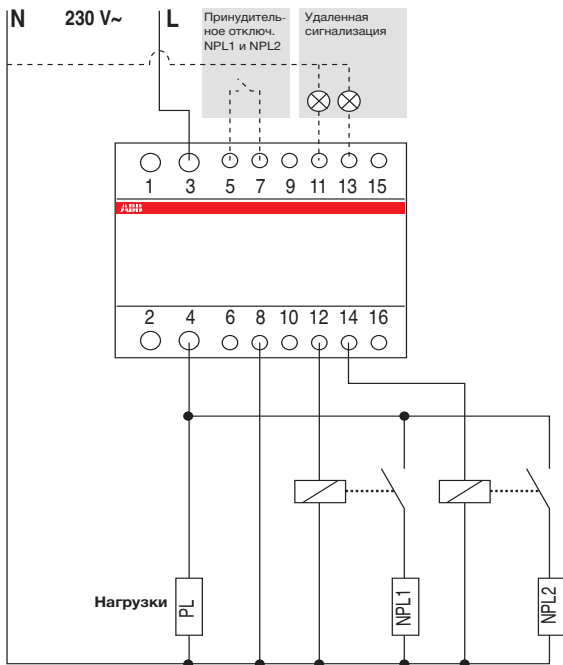 N 230 V~ L
Принудитель-
ное отключ.
NPL1 и NPL2
Удаленная
сигнализация
1 3 5 7 9 11 13 15
ABB
2 4 6 8 10 12 14 16
Нагрузки
PL
NPL1
NPL2